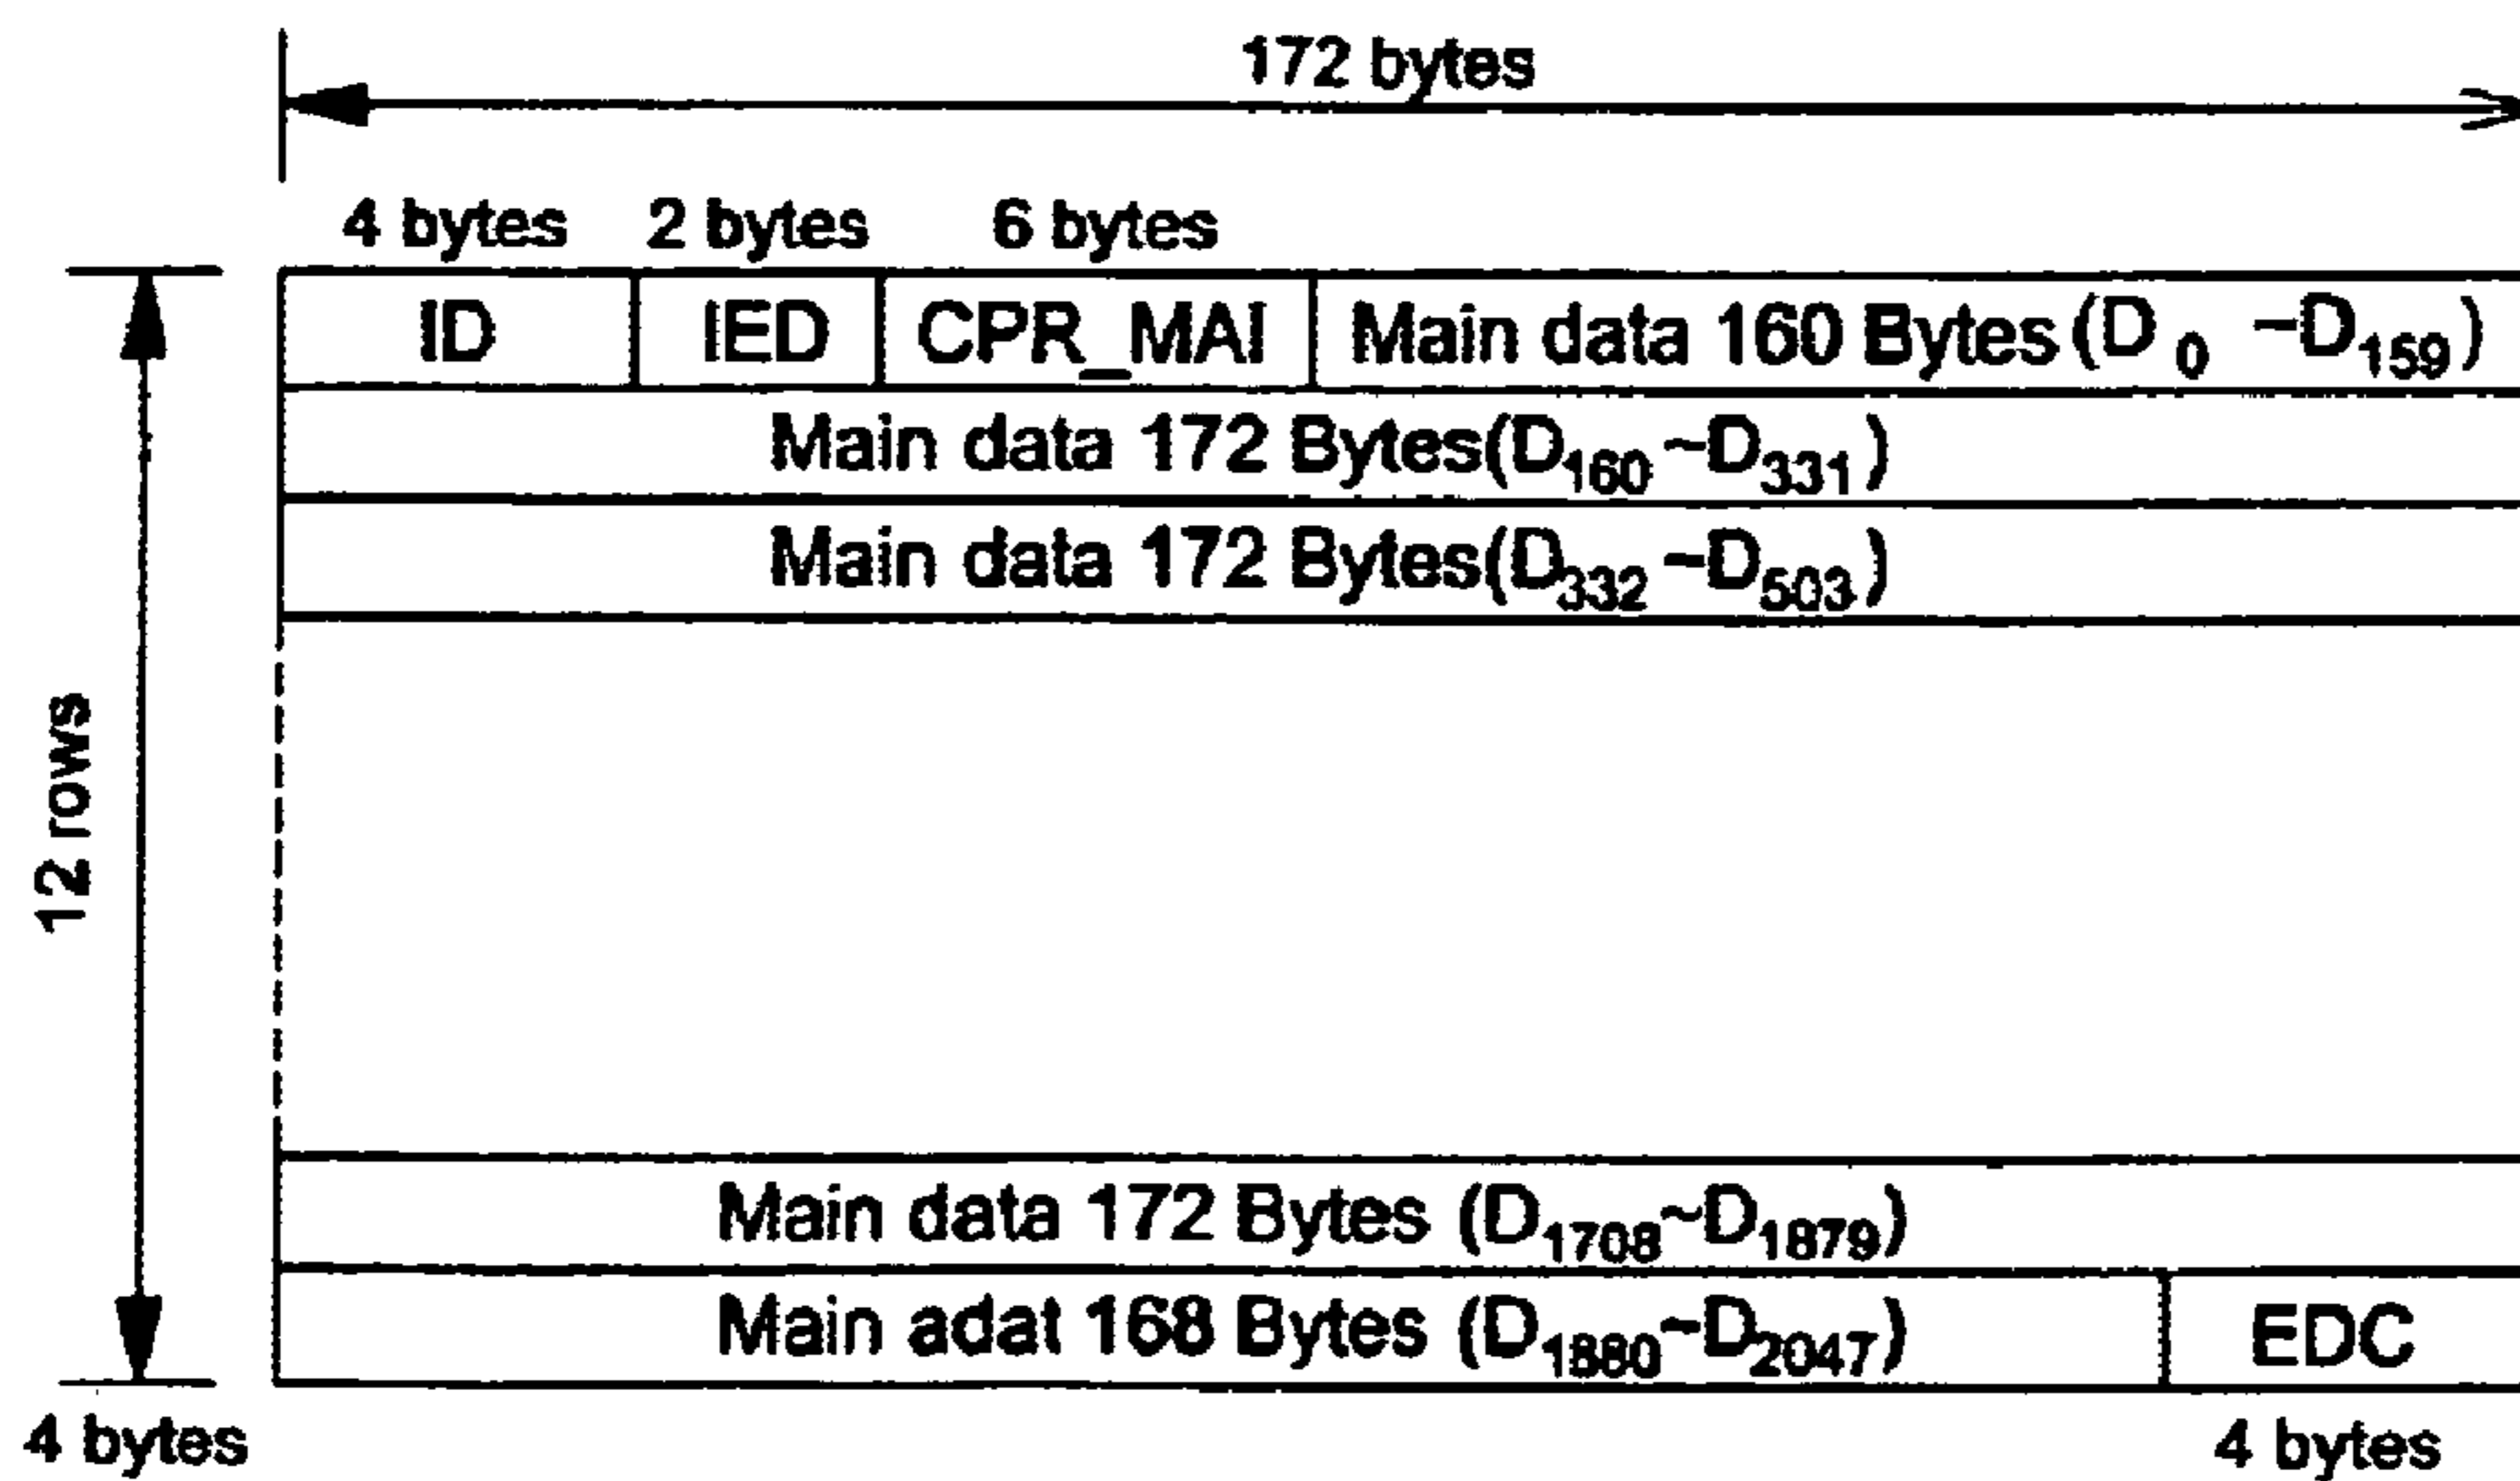 172 bytes
4 bytes 2 bytes 6 bytes
ID IED CPR_MAI Main data 160 Bytes (D₀ ~D₁₅₉)
Main data 172 Bytes(D₁₆₀~D₃₃₁)
Main data 172 Bytes(D₃₃₂~D₅₀₃)
12 rows
Main data 172 Bytes (D₁₇₀₈~D₁₈₇₉)
Main adat 168 Bytes (D₁₈₈₀~D₂₀₄₇) EDC
4 bytes 4 bytes